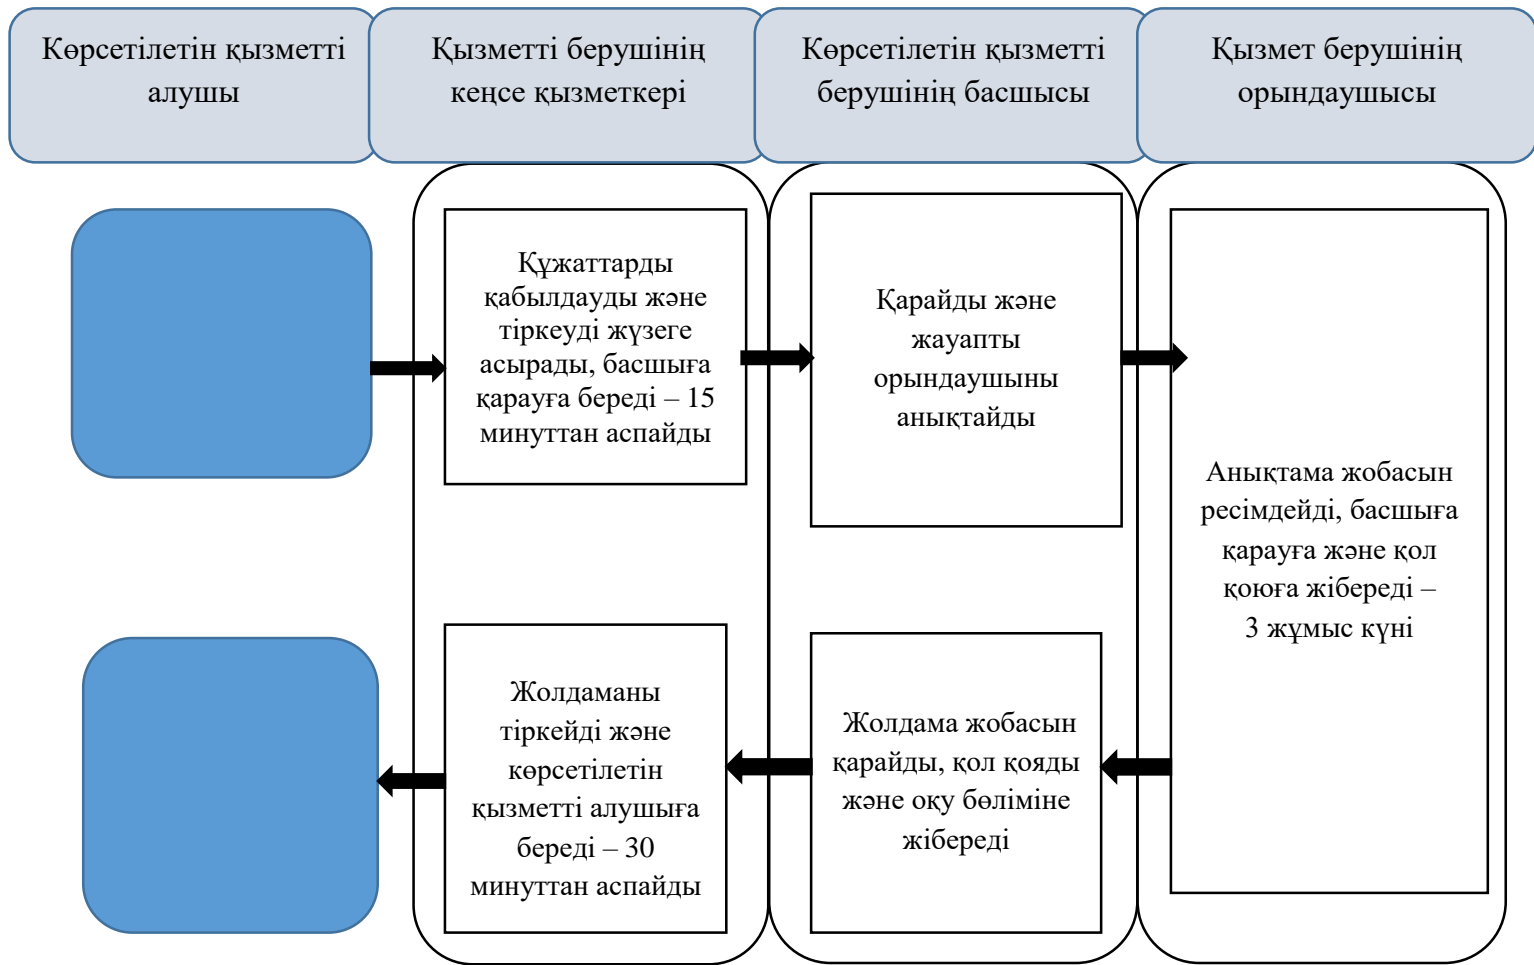 Көрсетілетін қызметті
алушы
Қызметті берушінің
кеңсе қызметкері
Көрсетілетін қызметті
берушінің басшысы
Қызмет берушінің
орындаушысы
Құжаттарды
қабылдауды және
тіркеуді жүзеге
асырады, басшыға
қарауға береді – 15
минуттан аспайды
Қарайды және
жауапты
орындаушыны
анықтайды
Анықтама жобасын
ресімдейді, басшыға
қарауға және қол
қоюға жібереді –
3 жұмыс күні
Жолдаманы
тіркейді және
көрсетілетін
қызметті алушыға
береді – 30
минуттан аспайды
Жолдама жобасын
қарайды, қол қояды
және оқу бөліміне
жібереді